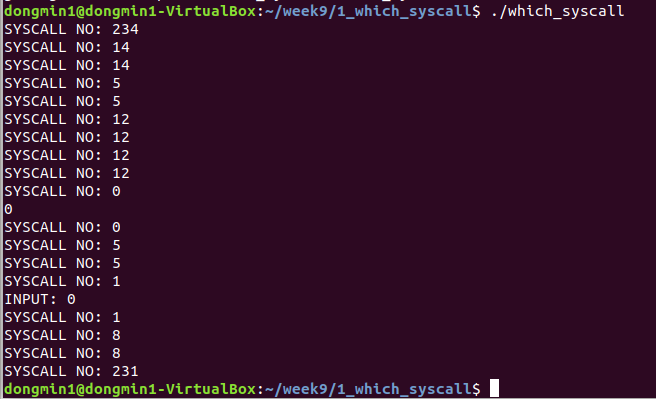 dongmin1@dongmin1-VirtualBox:~/week9/1_which_syscall$ ./which_syscall
SYSCALL NO: 234
SYSCALL NO: 14
SYSCALL NO: 14
SYSCALL NO: 5
SYSCALL NO: 5
SYSCALL NO: 12
SYSCALL NO: 12
SYSCALL NO: 12
SYSCALL NO: 12
SYSCALL NO: 0
0
SYSCALL NO: 0
SYSCALL NO: 5
SYSCALL NO: 5
SYSCALL NO: 1
INPUT: 0
SYSCALL NO: 1
SYSCALL NO: 8
SYSCALL NO: 8
SYSCALL NO: 231
dongmin1@dongmin1-VirtualBox:~/week9/1_which_syscall$